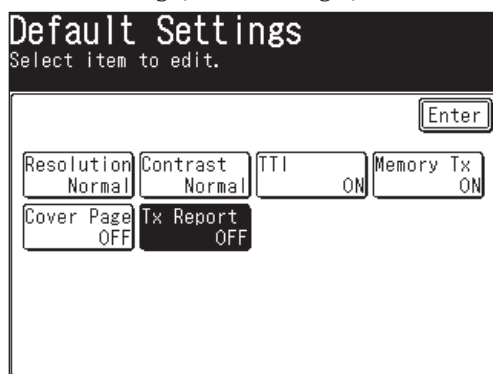 Default Settings
Select item to edit.
Enter
Resolution Contrast TTI Memory Tx
Normal Normal ON ON
Cover Page Tx Report
OFF OFF